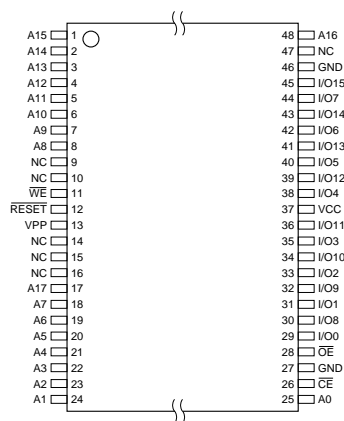 A15 1 48 A16
A14 2 47 NC
A13 3 46 GND
A12 4 45 I/O15
A11 5 44 I/O7
A10 6 43 I/O14
A9 7 42 I/O6
A8 8 41 I/O13
NC 9 40 I/O5
NC 10 39 I/O12
WE 11 38 I/O4
RESET 12 37 VCC
VPP 13 36 I/O11
NC 14 35 I/O3
NC 15 34 I/O10
NC 16 33 I/O2
A17 17 32 I/O9
A7 18 31 I/O1
A6 19 30 I/O8
A5 20 29 I/O0
A4 21 28 OE
A3 22 27 GND
A2 23 26 CE
A1 24 25 A0